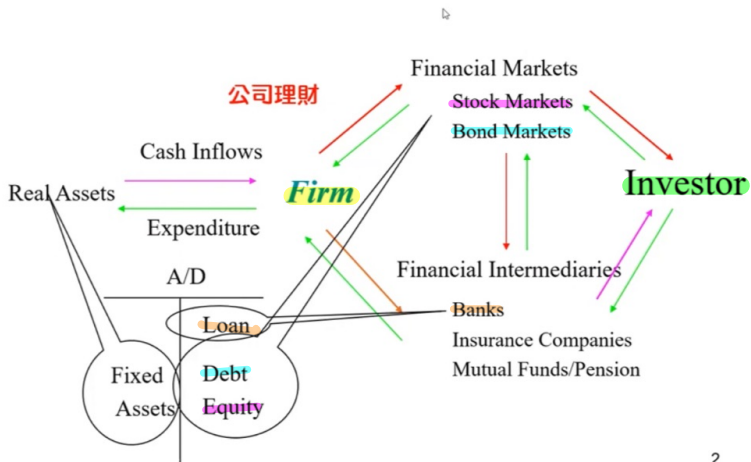 Financial Markets
Stock Markets
Bond Markets
公司理財
Cash Inflows
Real Assets
Firm
Investor
Expenditure
Financial Intermediaries
Banks
Insurance Companies
Mutual Funds/Pension
A/D
Loan
Fixed
Assets
Debt
Equity
2